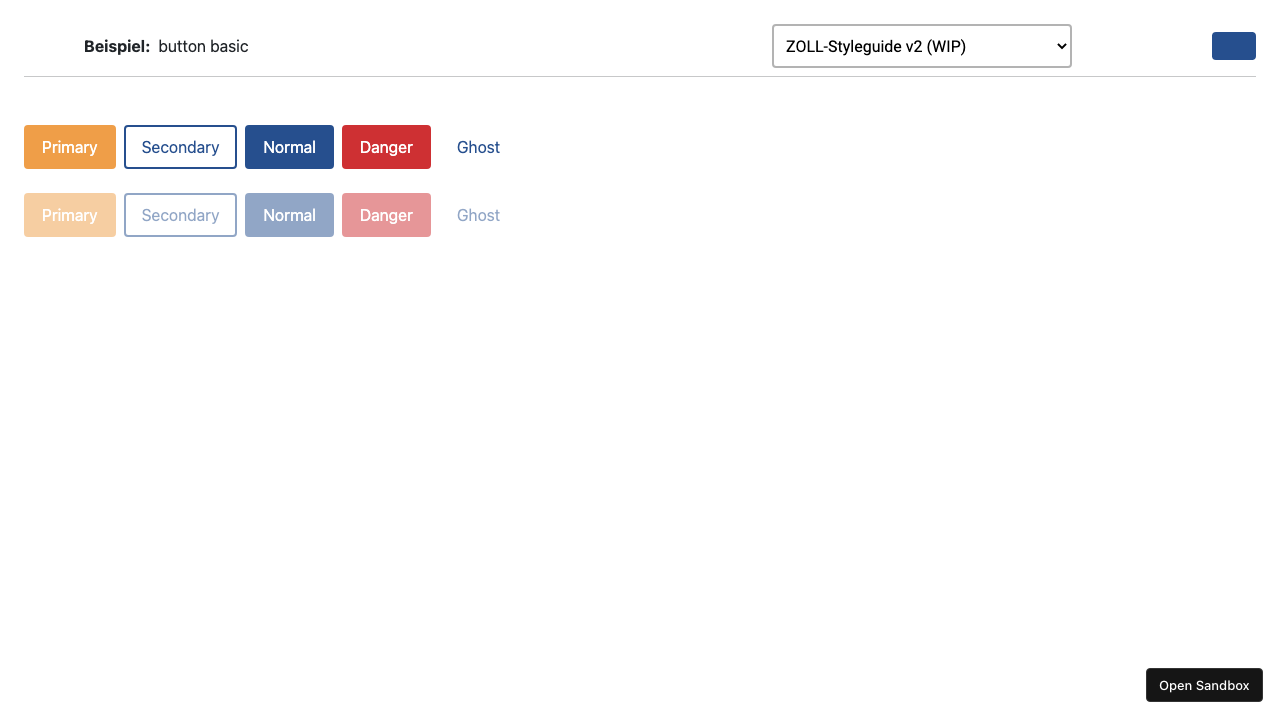 Beispiel: button basic
ZOLL-Styleguide v2 (WIP)
Primary Secondary Normal Danger Ghost
Primary Secondary Normal Danger Ghost
Open Sandbox